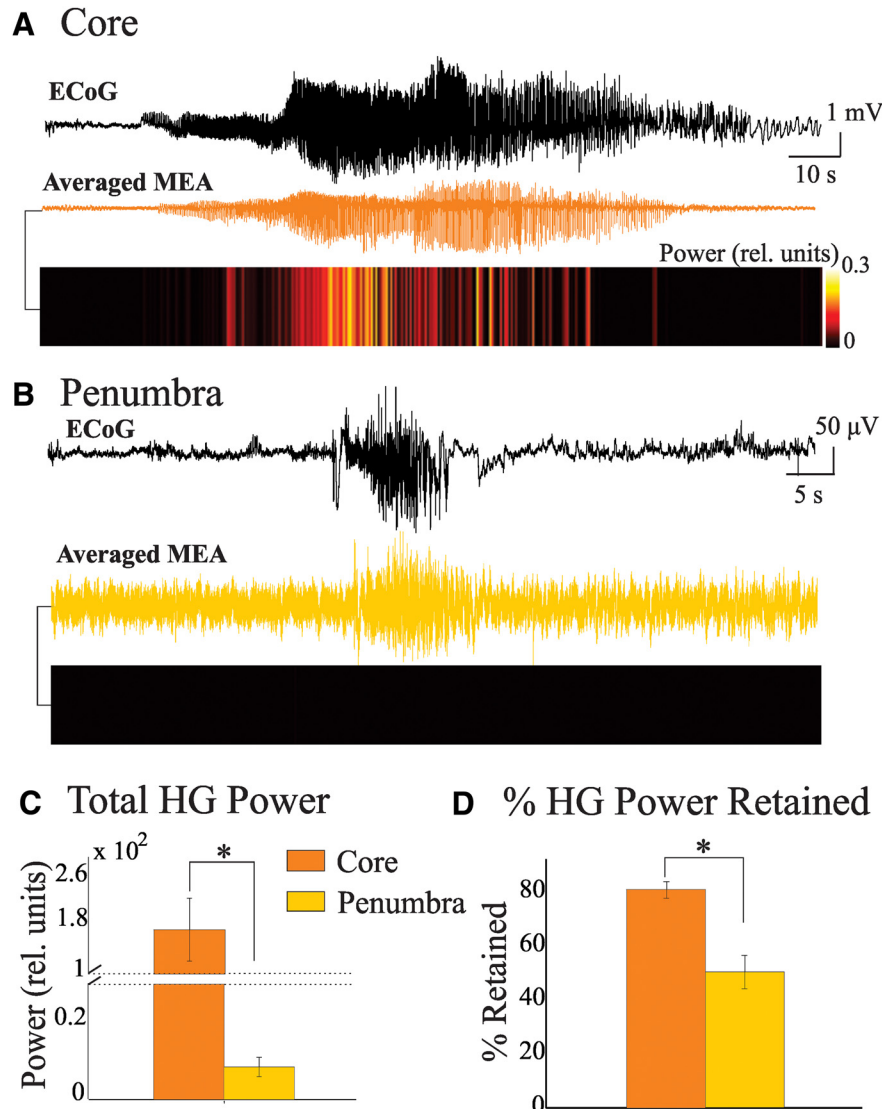 A Core
ECoG
1 mV
10 s
Averaged MEA
Power (rel. units)
0.3
0
B Penumbra
ECoG
50 μV
5 s
Averaged MEA
C Total HG Power
x 10²
2.6
1.8
1
0.2
0
Power (rel. units)
*
Core
Penumbra
D % HG Power Retained
80
60
40
20
0
% Retained
*